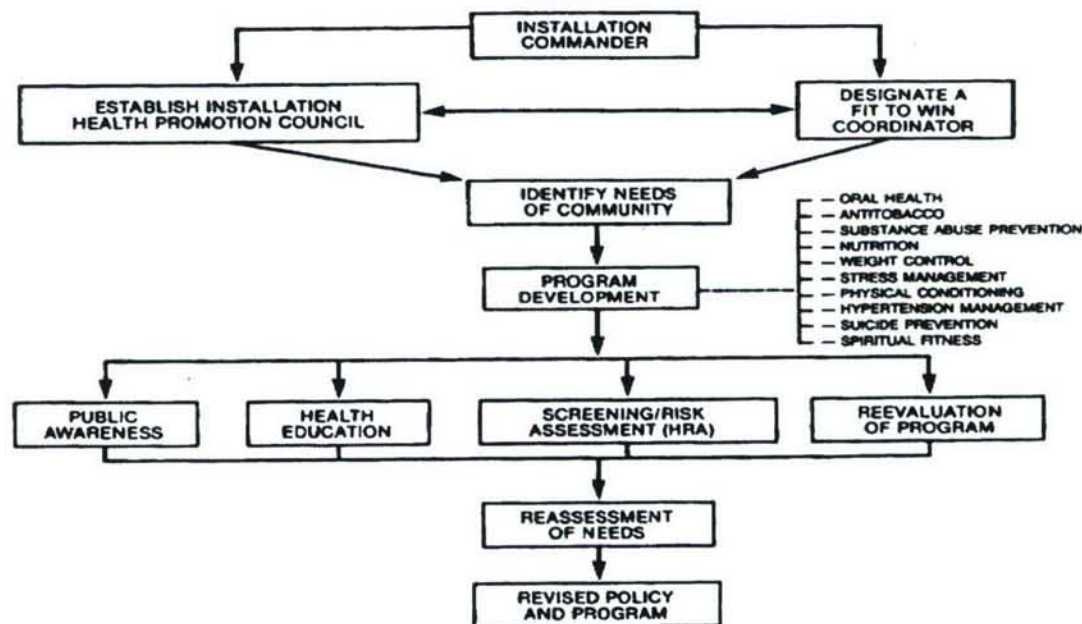 INSTALLATION
COMMANDER
ESTABLISH INSTALLATION
HEALTH PROMOTION COUNCIL
DESIGNATE A
FIT TO WIN
COORDINATOR
IDENTIFY NEEDS
OF COMMUNITY
PROGRAM
DEVELOPMENT
ORAL HEALTH
ANTITOBACCO
SUBSTANCE ABUSE PREVENTION
NUTRITION
WEIGHT CONTROL
STRESS MANAGEMENT
PHYSICAL CONDITIONING
HYPERTENSION MANAGEMENT
SUICIDE PREVENTION
SPIRITUAL FITNESS
PUBLIC
AWARENESS
HEALTH
EDUCATION
SCREENING/RISK
ASSESSMENT (HRA)
REEVALUATION
OF PROGRAM
REASSESSMENT
OF NEEDS
REVISED POLICY
AND PROGRAM